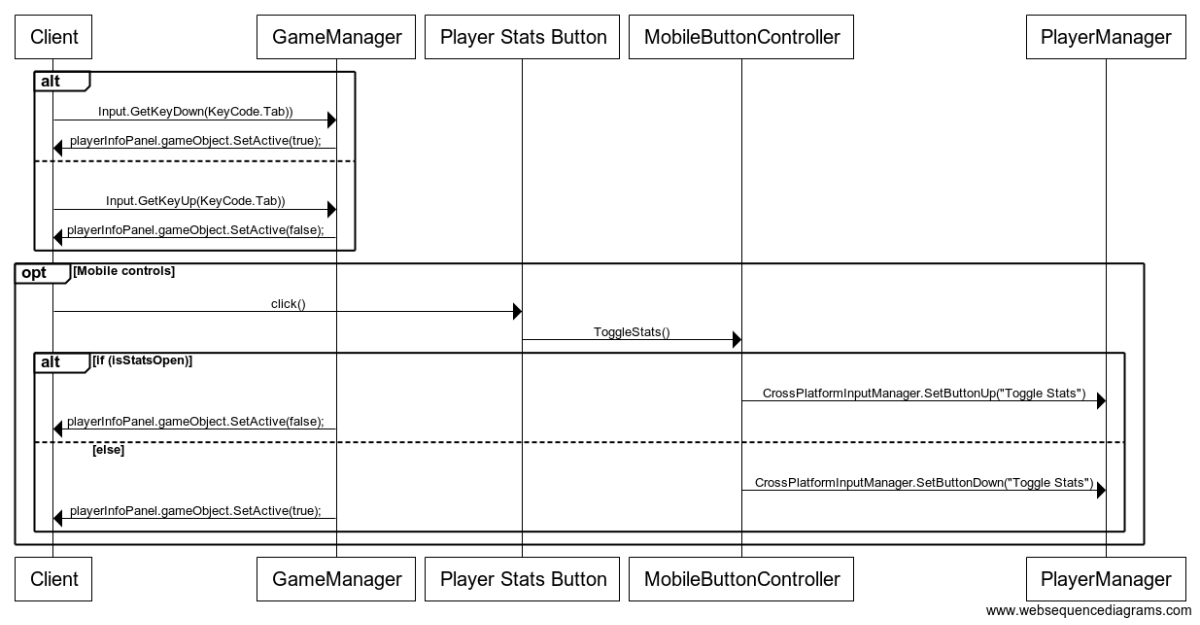 Client
GameManager
Player Stats Button
MobileButtonController
PlayerManager
alt
Input.GetKeyDown(KeyCode.Tab))
playerInfoPanel.gameObject.SetActive(true);
Input.GetKeyUp(KeyCode.Tab))
playerInfoPanel.gameObject.SetActive(false);
opt
[Mobile controls]
click()
ToggleStats()
alt
[If (isStatsOpen)]
CrossPlatformInputManager.SetButtonUp("Toggle Stats")
playerInfoPanel.gameObject.SetActive(false);
[else]
CrossPlatformInputManager.SetButtonDown("Toggle Stats")
playerInfoPanel.gameObject.SetActive(true);
Client
GameManager
Player Stats Button
MobileButtonController
PlayerManager
www.websequencediagrams.com